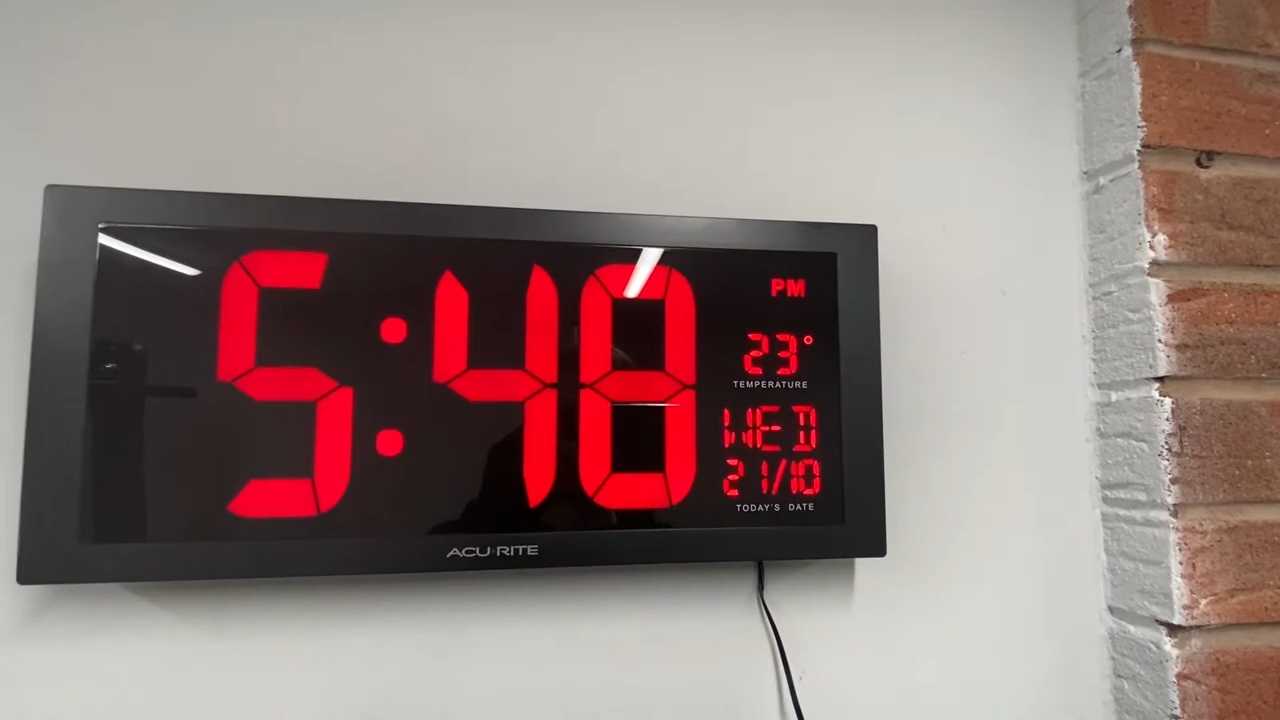 5:48
PM
23°
TEMPERATURE
WED
21/10
TODAY'S DATE
ACU RITE